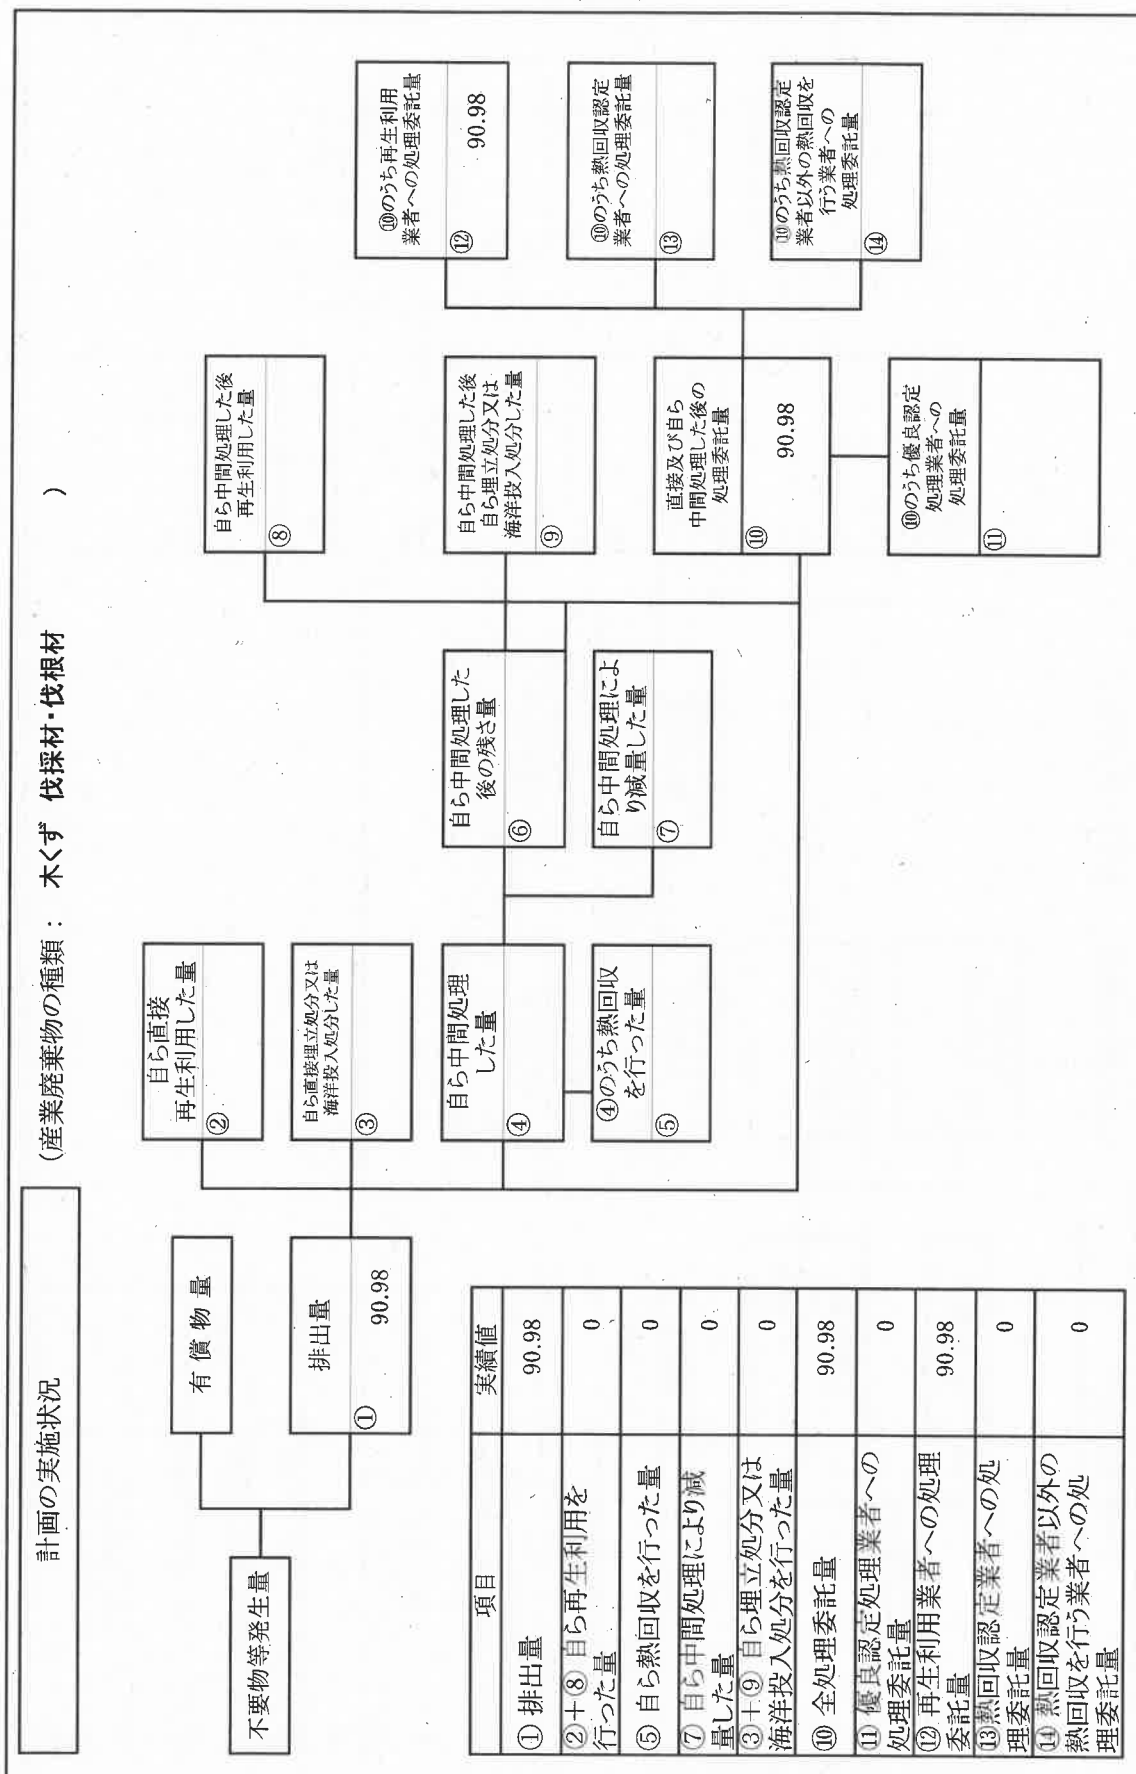 計画の実施状況
(産業廃棄物の種類： 木くず 伐採材・伐根材 )
不要物等発生量
有償物量
排出量
① 90.98
自ら直接
再生利用した量
②
自ら直接埋立処分又は
海洋投入処分した量
③
自ら中間処理
した量
④
④のうち熱回収
を行った量
⑤
自ら中間処理した
後の残さ量
⑥
自ら中間処理によ
り減量した量
⑦
自ら中間処理した後
再生利用した量
⑧
自ら中間処理した後
自ら埋立処分又は
海洋投入処分した量
⑨
直接及び自ら
中間処理した後の
処理委託量
⑩ 90.98
⑩のうち優良認定
処理業者への
処理委託量
⑪
⑩のうち再生利用
業者への処理委託量
⑫ 90.98
⑩のうち熱回収認定
業者への処理委託量
⑬
⑩のうち熱回収認定
業者以外の熱回収を
行う業者への
処理委託量
⑭
項目 実績値
① 排出量 90.98
②＋⑧ 自ら再生利用を
行った量 0
⑤ 自ら熱回収を行った量 0
⑦ 自ら中間処理により減
量した量 0
③＋⑨ 自ら埋立処分又は
海洋投入処分を行った量 0
⑩ 全処理委託量 90.98
⑪ 優良認定処理業者への
処理委託量 0
⑫ 再生利用業者への処理
委託量 90.98
⑬熱回収認定業者への処
理委託量 0
⑭ 熱回収認定業者以外の
熱回収を行う業者への処
理委託量 0